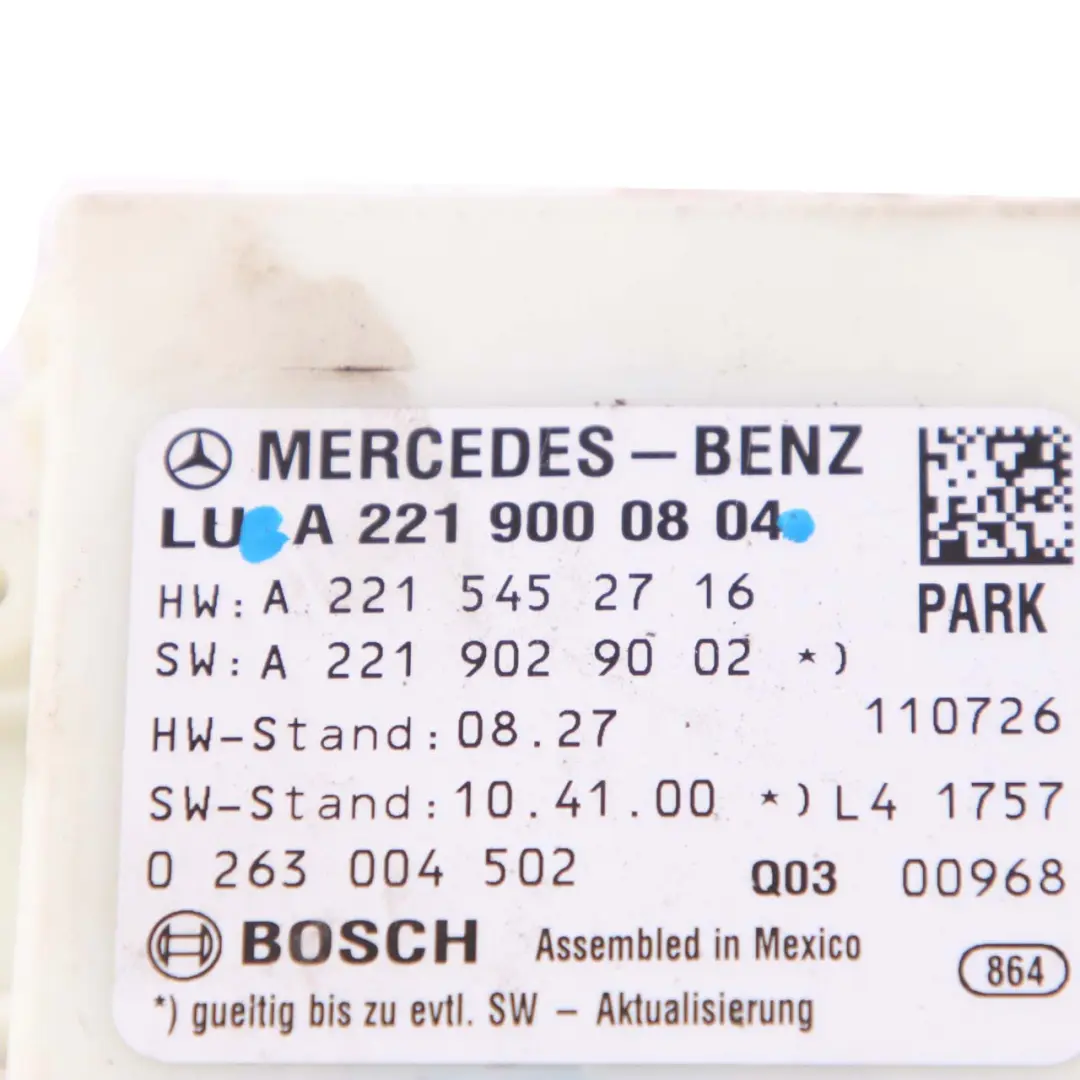 MERCEDES-BENZ
LU A 221 900 08 04
HW: A 221 545 27 16
PARK
SW: A 221 902 90 02 *)
HW-Stand: 08.27 110726
SW-Stand: 10.41.00 *) L4 1757
0 263 004 502 Q03 00968
BOSCH Assembled in Mexico
864
*) gueltig bis zu evtl. SW - Aktualisierung